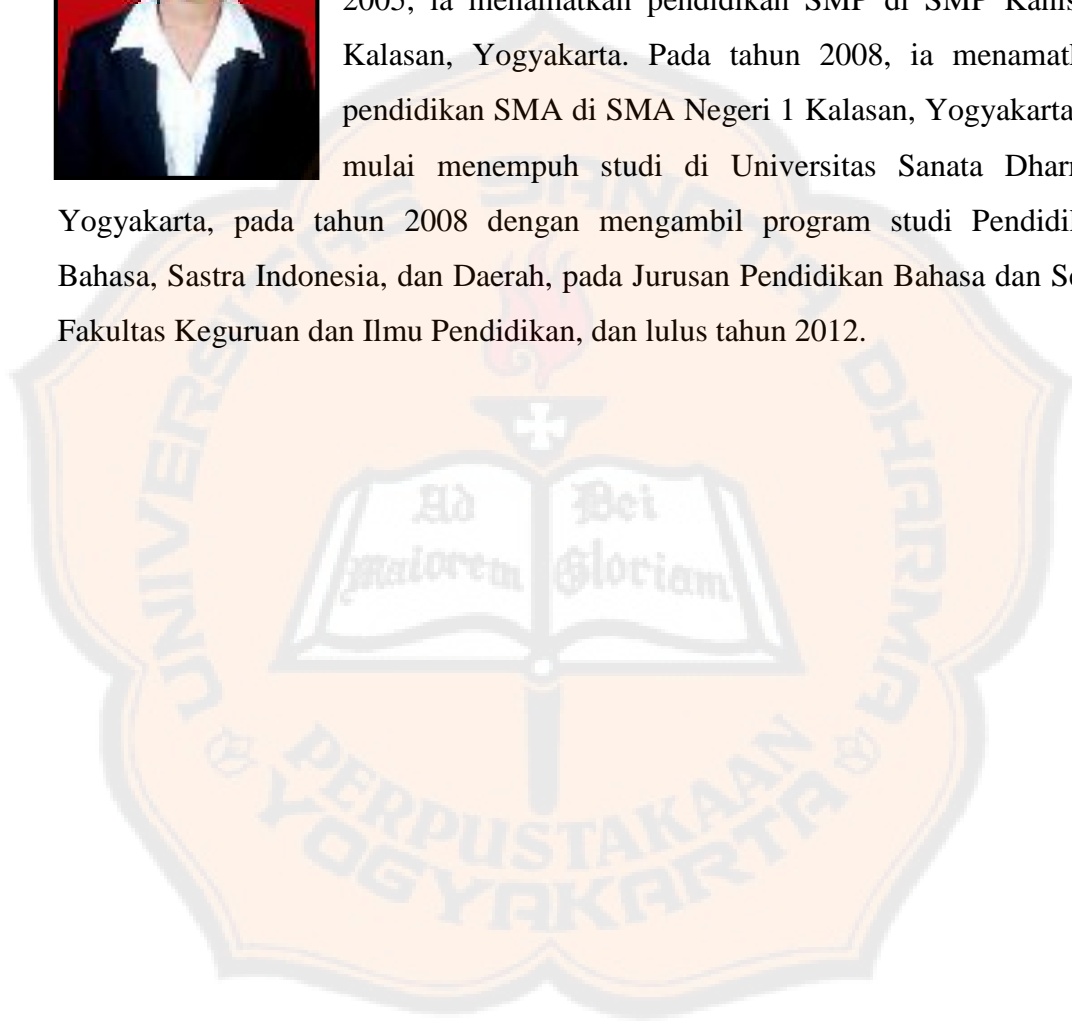 2005, ia menamatkan pendidikan SMP di SMP
Kalasan, Yogyakarta. Pada tahun 2008, ia
pendidikan SMA di SMA Negeri 1 Kalasan, Yogyakarta
mulai menempuh studi di Universitas Sanata
Yogyakarta, pada tahun 2008 dengan mengambil program studi
Bahasa, Sastra Indonesia, dan Daerah, pada Jurusan Pendidikan Bahasa dan
Fakultas Keguruan dan Ilmu Pendidikan, dan lulus tahun 2012.
UNIVERSITAS SANATA DHARMA
Ad Dei
Maiorem Gloriam
PERPUSTAKAAN
YOGYAKARTA